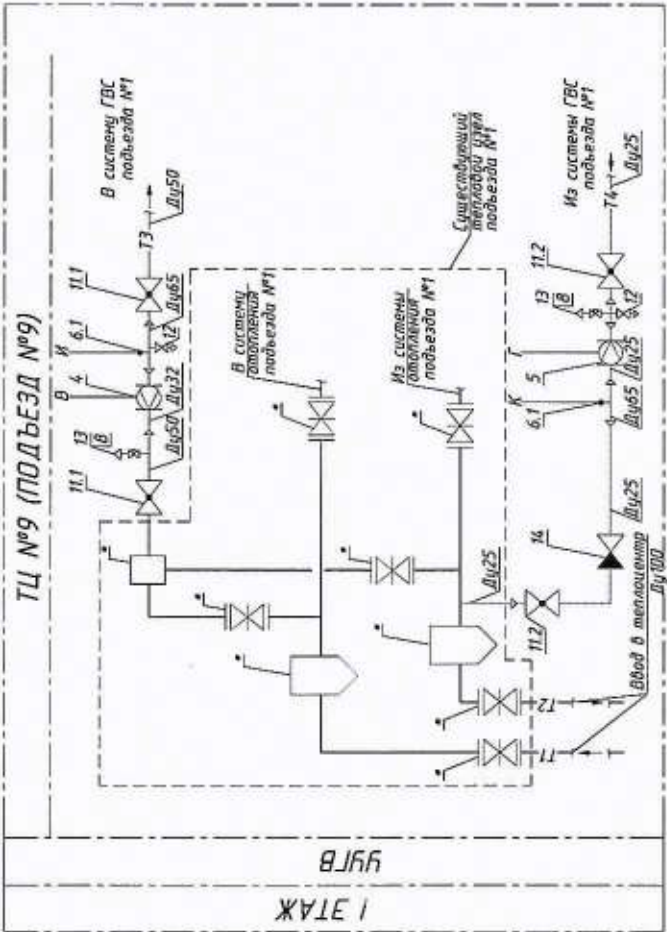 ТЦ №9 (ПОДЪЕЗД №9)
В систему ГВС
подъезда №1
Т3
Ду50
11.1
Ду65
12
6.1
И
4
В
Ду32
Ду50
13
В
11.1
*
В систему
отопления
подъезда №1
*
Существующий
тепловой узел
подъезда №1
Из системы
отопления
подъезда №1
*
*
*
*
*
Ду25
Из системы ГВС
подъезда №1
Т4
Ду25
11.2
13
В
12
Г
5
Ду25
К
6.1
Ду65
Ду25
14
11.2
Ввод в теплоцентр
Ду100
*
Т2
*
Т1
УУГВ
I ЭТАЖ